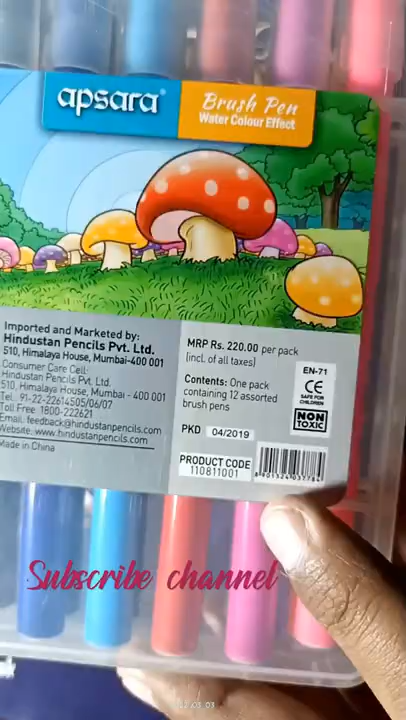 apsara
Brush Pen
Water Colour Effect
Imported and Marketed by:
Hindustan Pencils Pvt. Ltd.
510, Himalaya House, Mumbai-400 001
Consumer Care Cell:
Hindustan Pencils Pvt. Ltd.
510, Himalaya House, Mumbai - 400 001
Tel.: 91-22-22614505/06/07
Toll Free: 1800-222621
Email: feedback@hindustanpencils.com
Website: www.hindustanpencils.com
Made in China
MRP Rs. 220.00 per pack
(incl. of all taxes)
Contents: One pack
containing 12 assorted
brush pens
PKD 04/2019
PRODUCT CODE
110811001
EN-71
CE
SAFE FOR
CHILDREN
NON
TOXIC
Subscribe channel